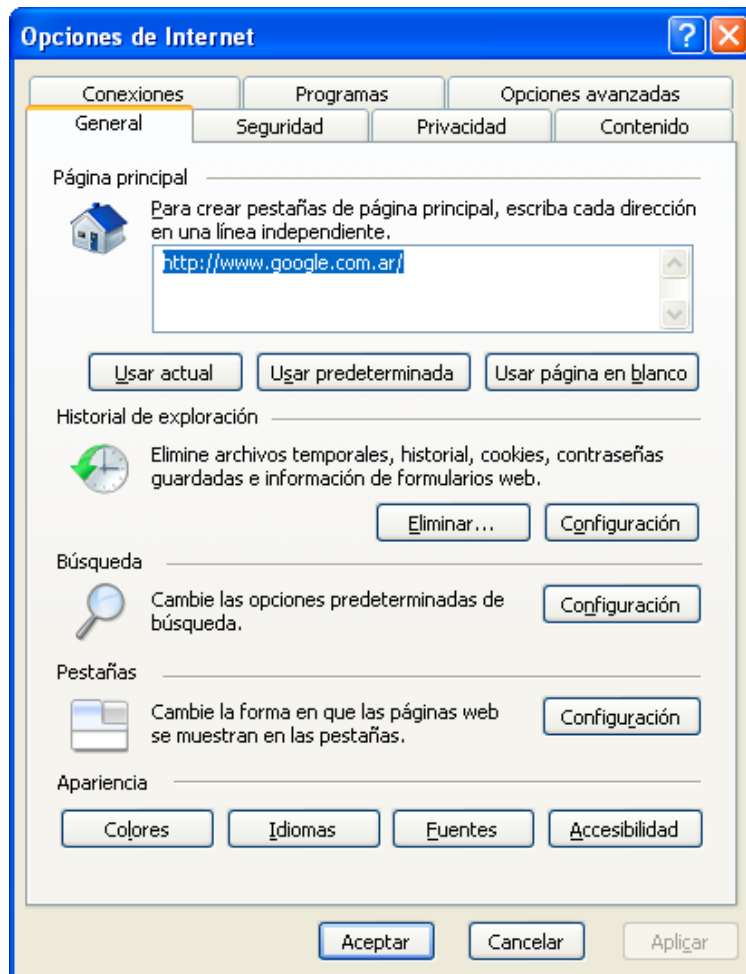 Opciones de Internet
Conexiones
Programas
Opciones avanzadas
General
Seguridad
Privacidad
Contenido
Página principal
Para crear pestañas de página principal, escriba cada dirección
en una línea independiente.
http://www.google.com.ar/
Usar actual
Usar predeterminada
Usar página en blanco
Historial de exploración
Elimine archivos temporales, historial, cookies, contraseñas
guardadas e información de formularios web.
Eliminar...
Configuración
Búsqueda
Cambie las opciones predeterminadas de
búsqueda.
Configuración
Pestañas
Cambie la forma en que las páginas web
se muestran en las pestañas.
Configuración
Apariencia
Colores
Idiomas
Fuentes
Accesibilidad
Aceptar
Cancelar
Aplicar